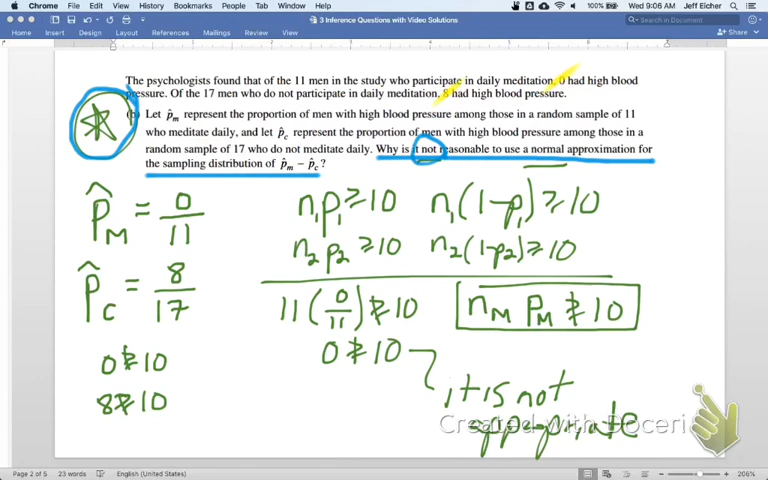 Chrome File Edit View History Bookmarks People Tab Window Help 100% Wed 9:06 AM Jeff Eicher
3 Inference Questions with Video Solutions
Search in Document
Home Insert Design Layout References Mailings Review View
The psychologists found that of the 11 men in the study who participate in daily meditation, 0 had high blood
pressure. Of the 17 men who do not participate in daily meditation, 8 had high blood pressure.
(b) Let p̂m represent the proportion of men with high blood pressure among those in a random sample of 11
who meditate daily, and let p̂c represent the proportion of men with high blood pressure among those in a
random sample of 17 who do not meditate daily. Why is it not reasonable to use a normal approximation for
the sampling distribution of p̂m − p̂c?
p̂M = 0/11
n1p1 ≥ 10 n1(1-p1) ≥ 10
n2p2 ≥ 10 n2(1-p2) ≥ 10
p̂C = 8/17
11(0/11) ≱ 10 nM pM ≱ 10
0 ≱ 10
0 ≱ 10
8 ≱ 10
it is not
appropriate
Created with Doceri
Page 2 of 5 23 words English (United States) 206%